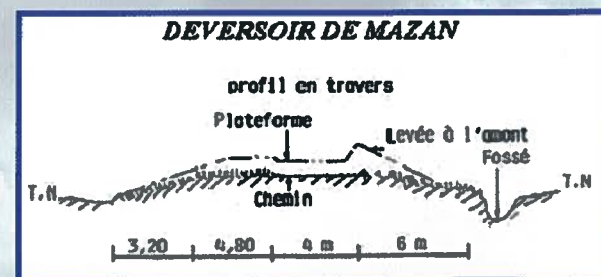 DEVERSOIR DE MAZAN
profil en travers
Plateforme
Levée à l'amont
Fossé
T.N
T.N
Chemin
3,20 4,80 4 m 6 m